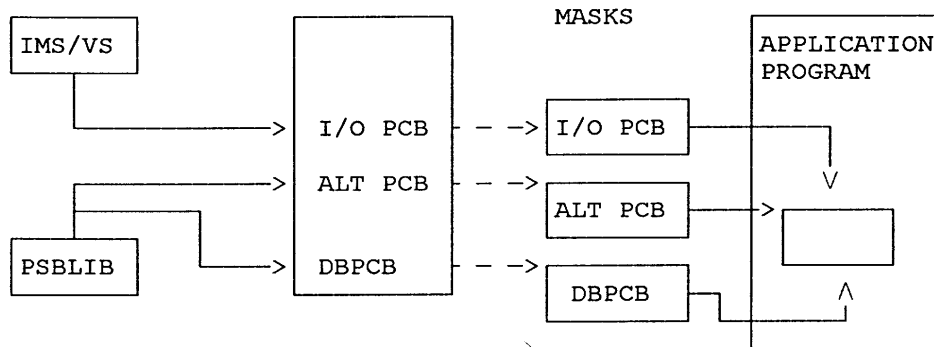 MASKS
IMS/VS
APPLICATION
PROGRAM
I/O PCB
I/O PCB
ALT PCB
ALT PCB
PSBLIB
DBPCB
DBPCB